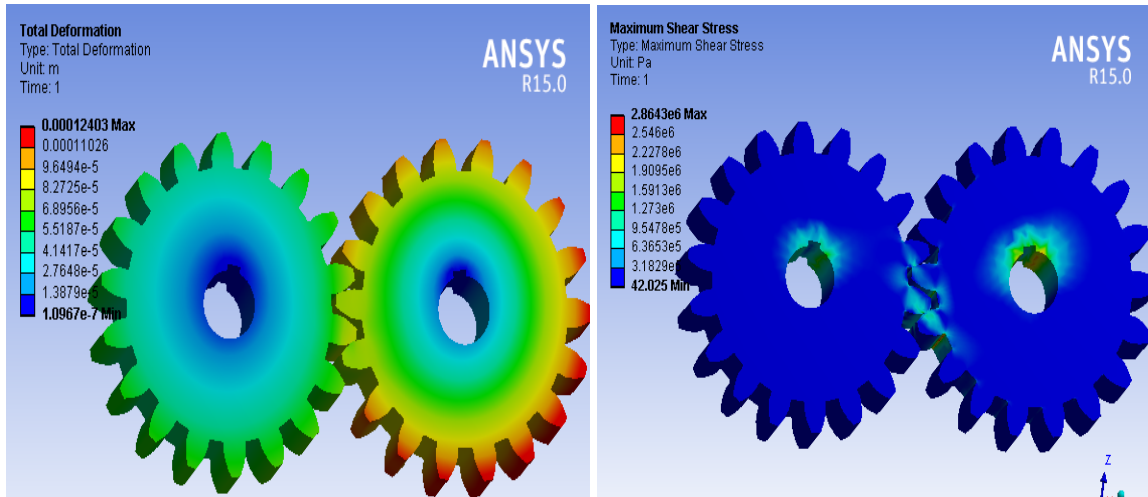 Total Deformation
Type: Total Deformation
Unit: m
Time: 1
ANSYS
R15.0
0.00012403 Max
0.00011026
9.6494e-5
8.2725e-5
6.8956e-5
5.5187e-5
4.1417e-5
2.7648e-5
1.3879e-5
1.0967e-7 Min
Maximum Shear Stress
Type: Maximum Shear Stress
Unit: Pa
Time: 1
ANSYS
R15.0
2.8643e6 Max
2.546e6
2.2278e6
1.9095e6
1.5913e6
1.273e6
9.5478e5
6.3653e5
3.1829e5
42.025 Min
Z